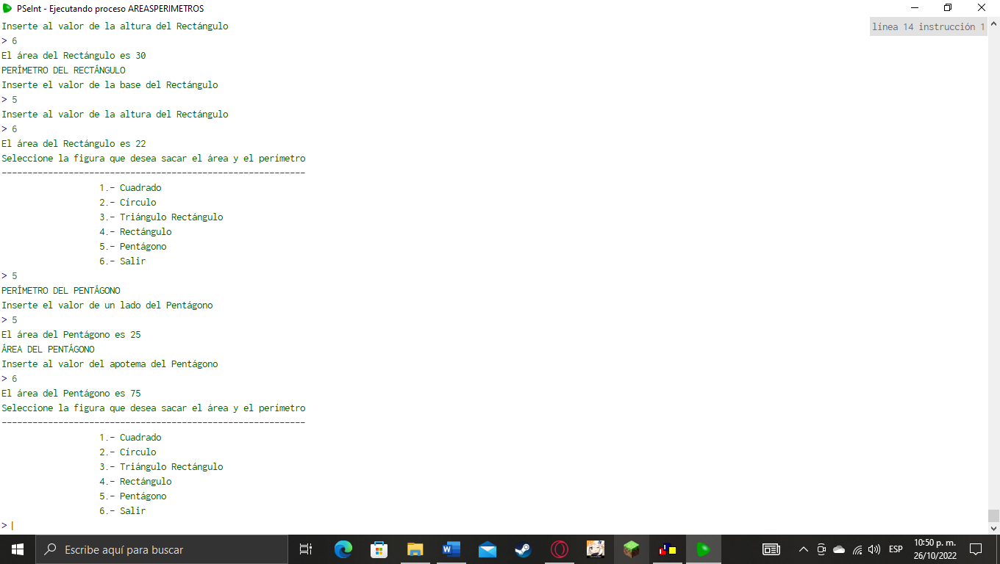 PSeInt - Ejecutando proceso AREASPERIMETROS
línea 14 instrucción 1
Inserte al valor de la altura del Rectángulo
> 6
El área del Rectángulo es 30
PERÍMETRO DEL RECTÁNGULO
Inserte el valor de la base del Rectángulo
> 5
Inserte al valor de la altura del Rectángulo
> 6
El área del Rectángulo es 22
Seleccione la figura que desea sacar el área y el perímetro
-----------------------------------------------------------
1.- Cuadrado
2.- Círculo
3.- Triángulo Rectángulo
4.- Rectángulo
5.- Pentágono
6.- Salir
> 5
PERÍMETRO DEL PENTÁGONO
Inserte el valor de un lado del Pentágono
> 5
El área del Pentágono es 25
ÁREA DEL PENTÁGONO
Inserte al valor del apotema del Pentágono
> 6
El área del Pentágono es 75
Seleccione la figura que desea sacar el área y el perímetro
-----------------------------------------------------------
1.- Cuadrado
2.- Círculo
3.- Triángulo Rectángulo
4.- Rectángulo
5.- Pentágono
6.- Salir
>
Escribe aquí para buscar
ESP
10:50 p. m.
26/10/2022